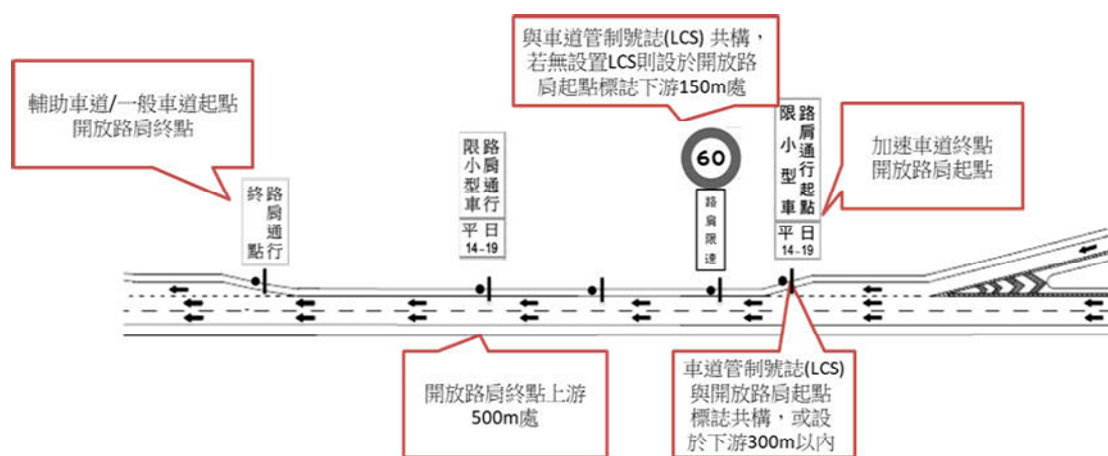 與車道管制號誌(LCS) 共構，
若無設置LCS則設於開放路
肩起點標誌下游150m處
輔助車道/一般車道起點
開放路肩終點
加速車道終點
開放路肩起點
路肩通行
終點
路肩通行
限小型車
平日
14-19
60
路肩限速
路肩通行起點
限小型車
平日
14-19
開放路肩終點上游
500m處
車道管制號誌(LCS)
與開放路肩起點
標誌共構，或設
於下游300m以內